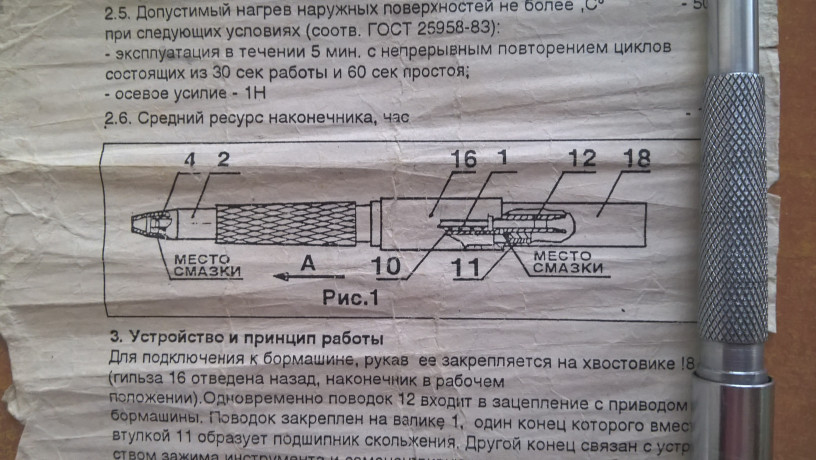 2.5. Допустимый нагрев наружных поверхностей не более ,С° -
при следующих условиях (соотв. ГОСТ 25958-83):
- эксплуатация в течении 5 мин. с непрерывным повторением циклов
состоящих из 30 сек работы и 60 сек простоя;
- осевое усилие - 1Н
2.6. Средний ресурс наконечника, час -
4 2 16 1 12 18
МЕСТО
СМАЗКИ
А
10
11
МЕСТО
СМАЗКИ
Рис.1
3. Устройство и принцип работы
Для подключения к бормашине, рукав ее закрепляется на хвостовике !8
(гильза 16 отведена назад, наконечник в рабочем
положении).Одновременно поводок 12 входит в зацепление с приводом
бормашины. Поводок закреплен на валике 1, один конец которого
втулкой 11 образует подшипник скольжения. Другой конец связан с
ством зажима инструмента и